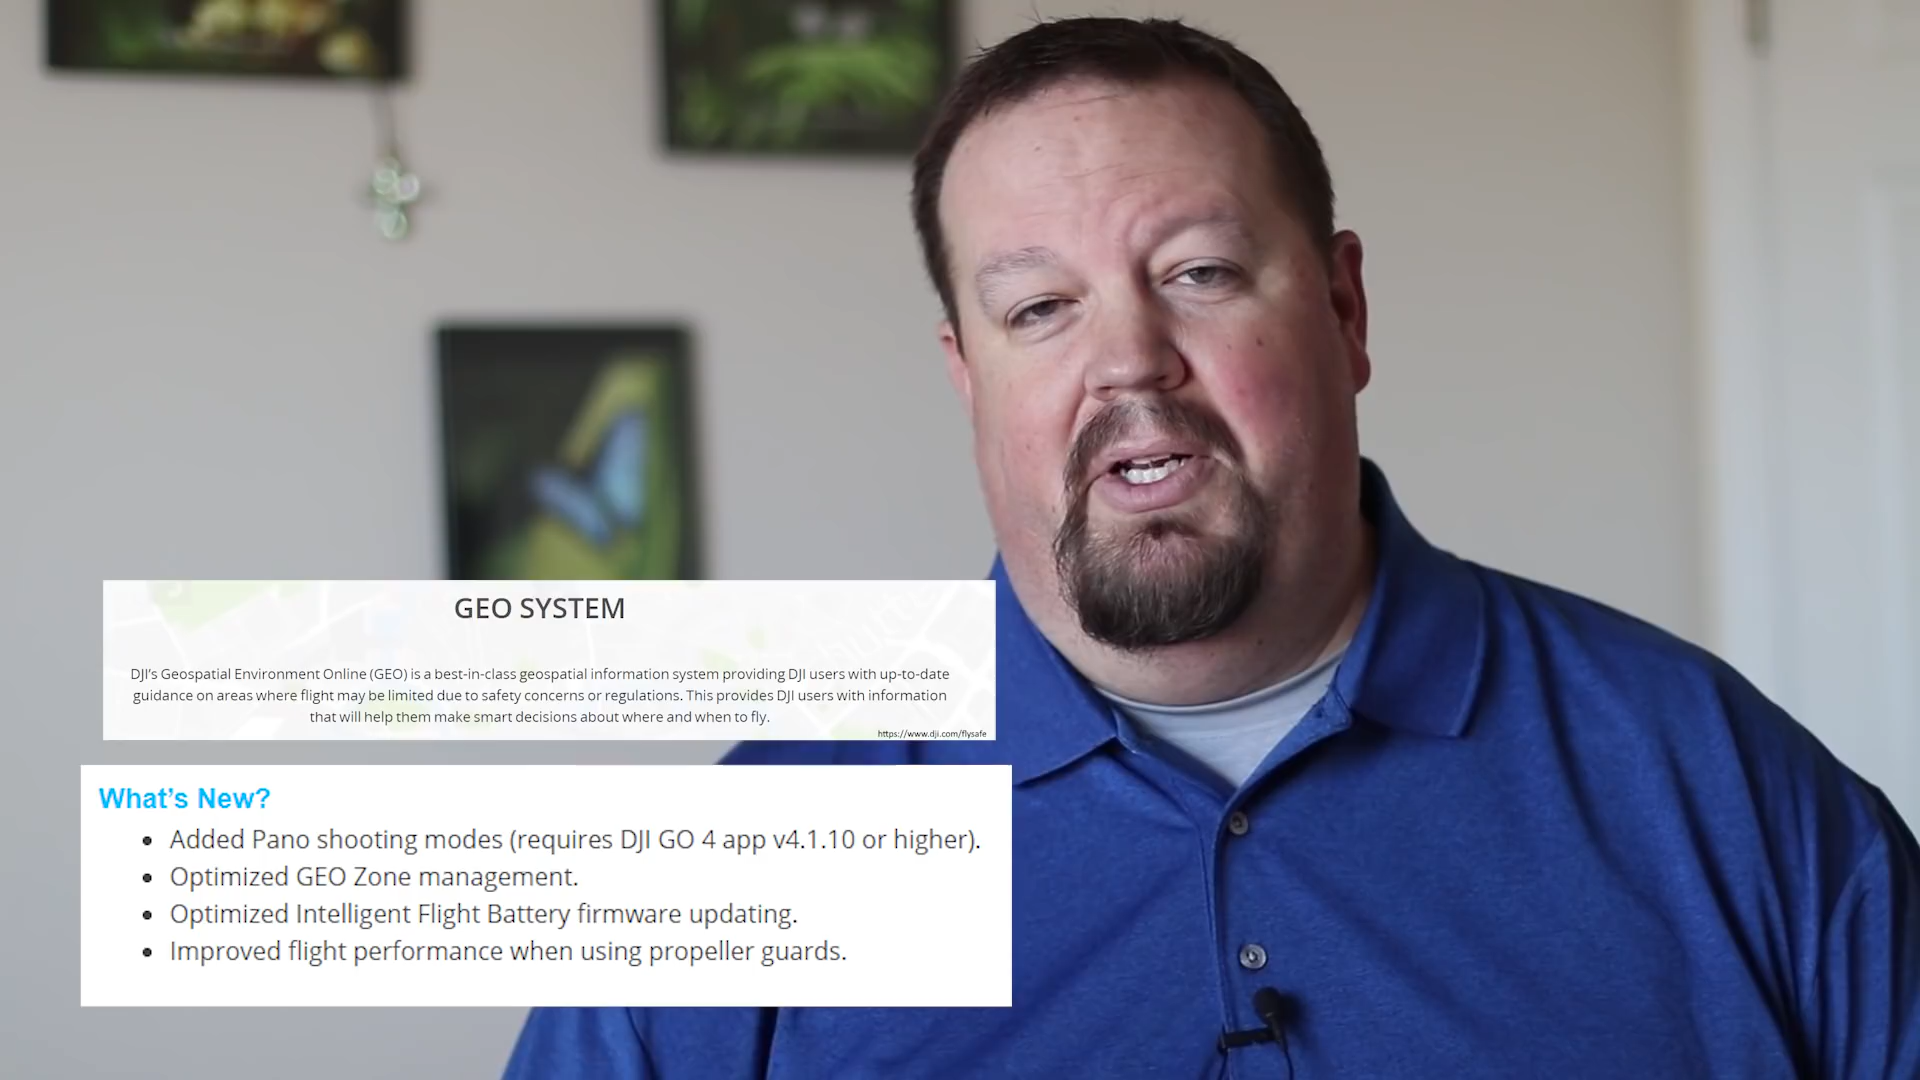 GEO SYSTEM
DJI's Geospatial Environment Online (GEO) is a best-in-class geospatial information system providing DJI users with up-to-date
guidance on areas where flight may be limited due to safety concerns or regulations. This provides DJI users with information
that will help them make smart decisions about where and when to fly.
https://www.dji.com/flysafe
What’s New?
• Added Pano shooting modes (requires DJI GO 4 app v4.1.10 or higher).
• Optimized GEO Zone management.
• Optimized Intelligent Flight Battery firmware updating.
• Improved flight performance when using propeller guards.